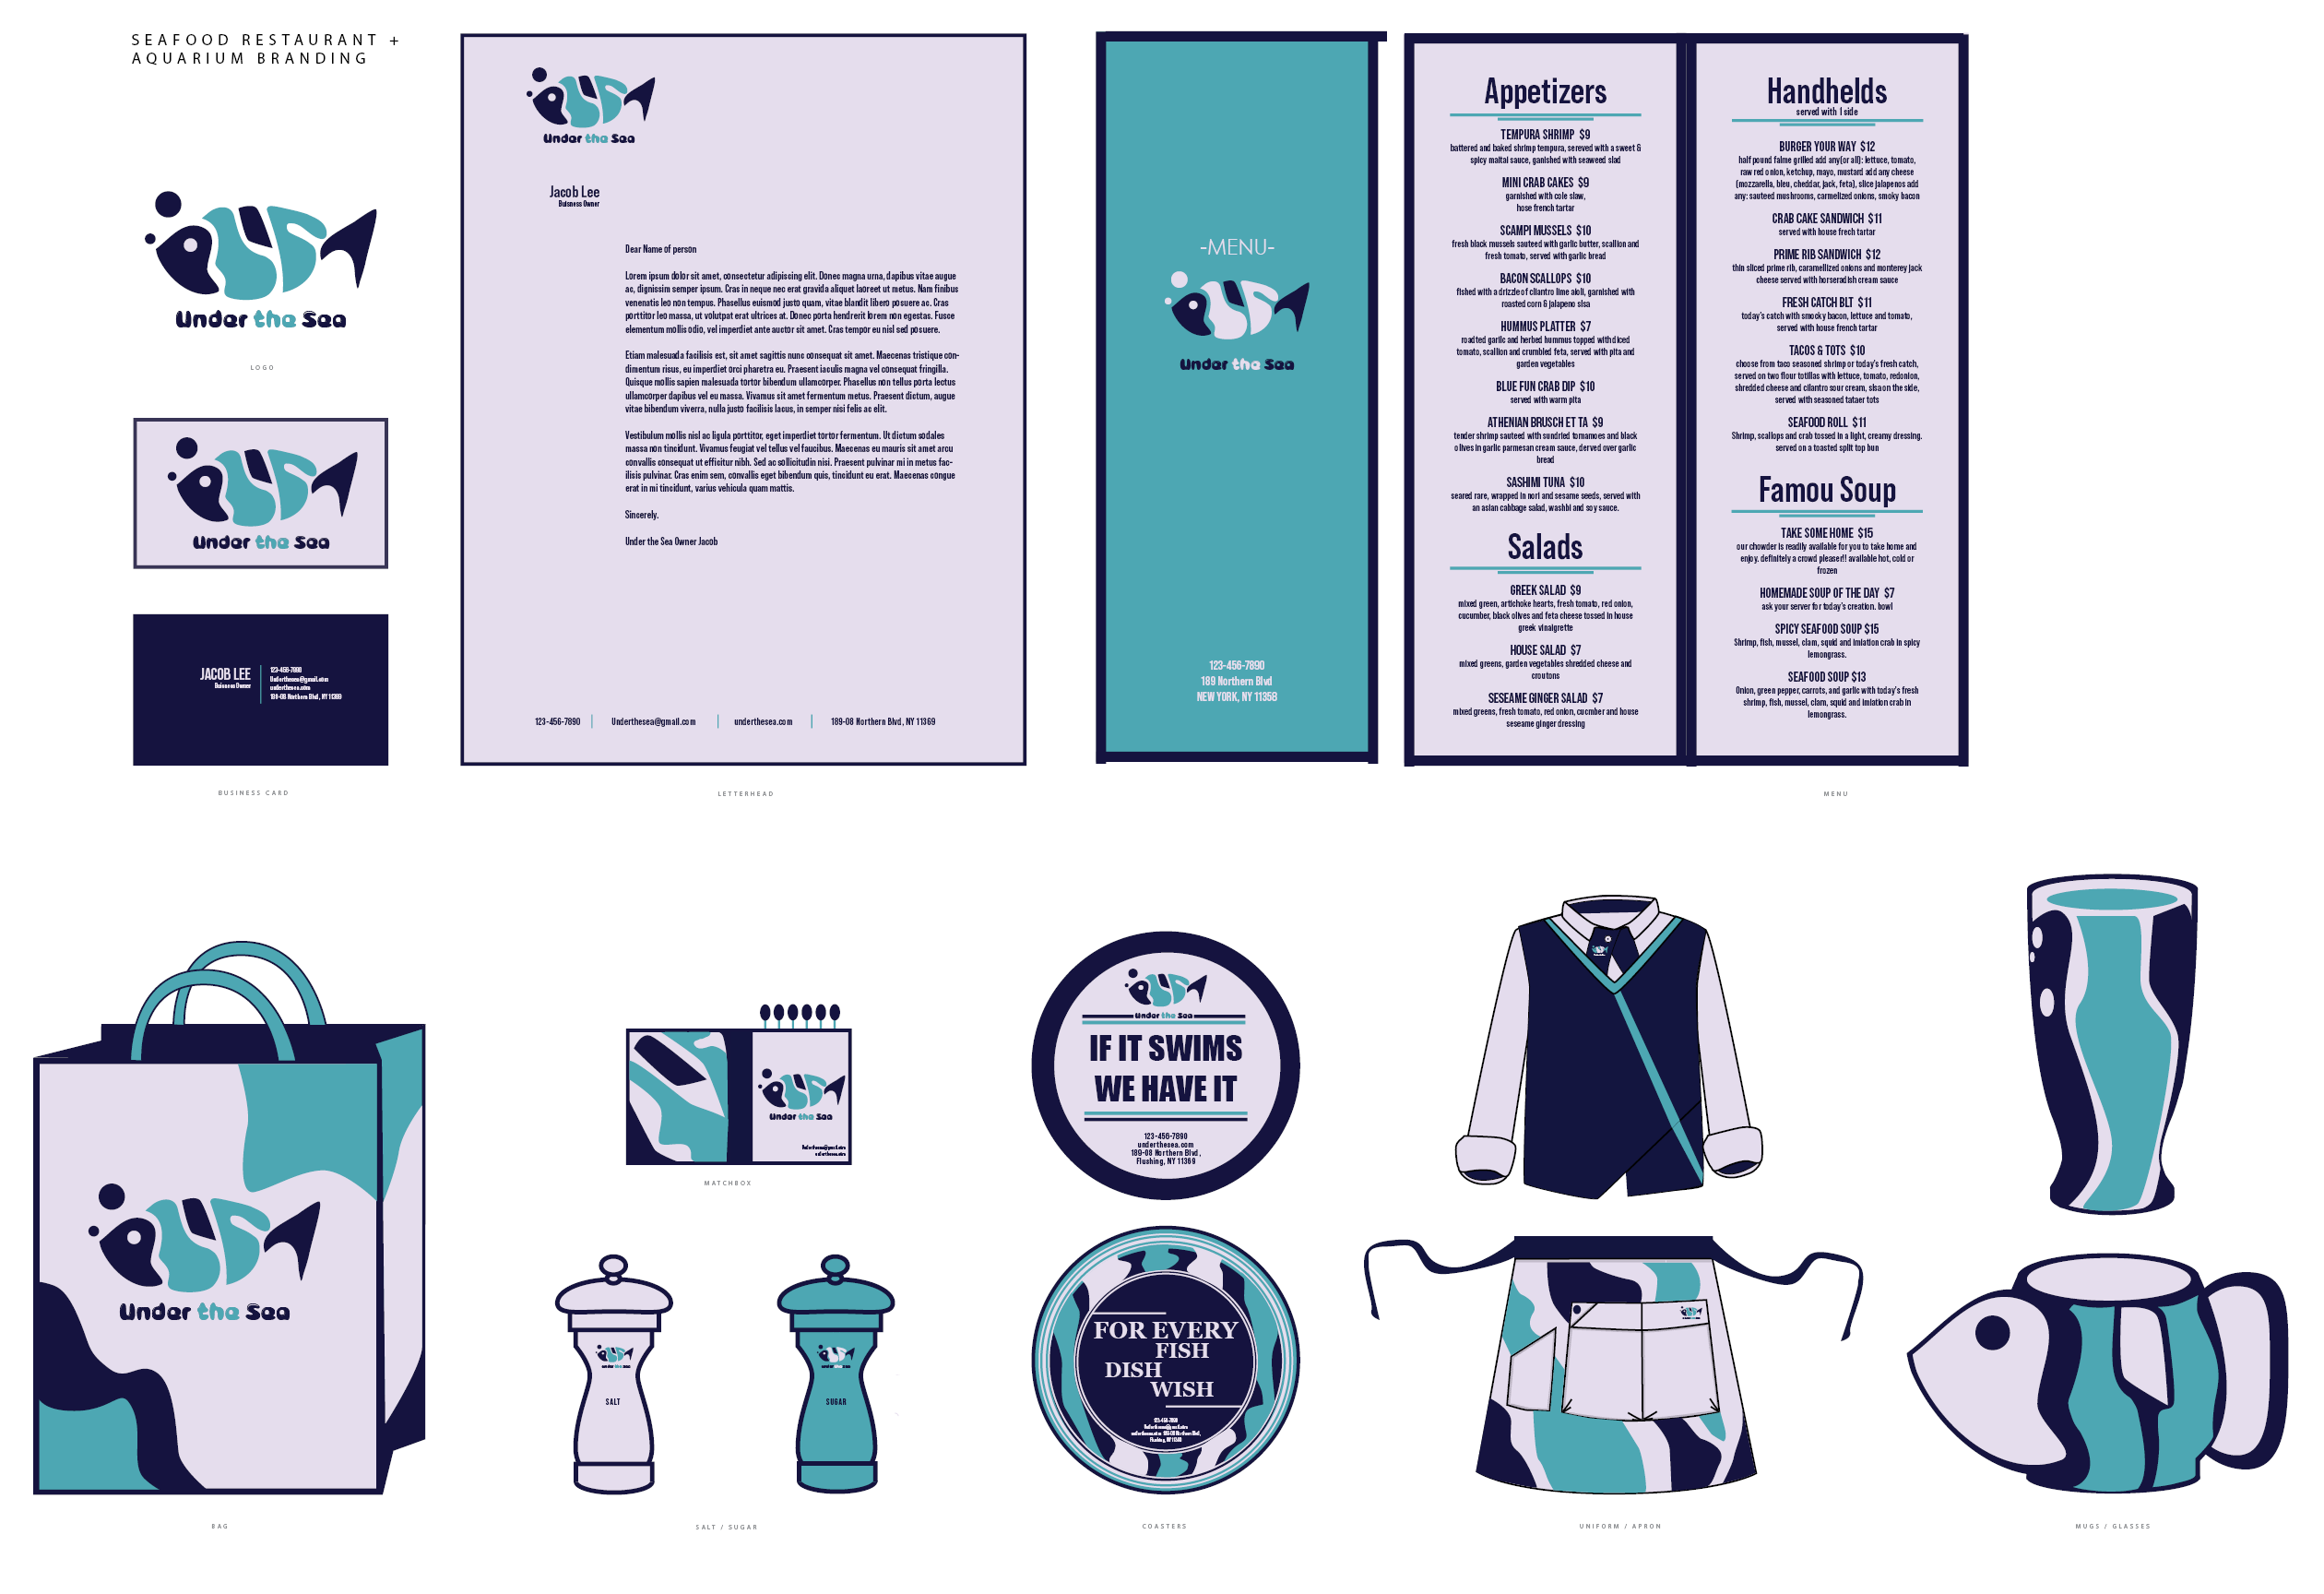 SEAFOOD RESTAURANT +
AQUARIUM BRANDING
Under the Sea
LOGO
Under the Sea
JACOB LEE
Buisness Owner
123-456-7890
Underthesea@gmail.com
underthesea.com
189-08 Northern Blvd, NY 11369
BUSINESS CARD
Under the Sea
Jacob Lee
Buisness Owner
Dear Name of person
Lorem ipsum dolor sit amet, consectetur adipiscing elit. Donec magna urna, dapibus vitae augue
ac, dignissim semper ipsum. Cras in neque nec erat gravida aliquet laoreet ut metus. Nam finibus
venenatis leo non tempus. Phasellus euismod justo quam, vitae blandit libero posuere ac. Cras
porttitor leo massa, ut volutpat erat ultrices at. Donec porta hendrerit lorem non egestas. Fusce
elementum mollis odio, vel imperdiet ante auctor sit amet. Cras tempor eu nisl sed posuere.
Etiam malesuada facilisis est, sit amet sagittis nunc consequat sit amet. Maecenas tristique con-
dimentum risus, eu imperdiet orci pharetra eu. Praesent iaculis magna vel consequat fringilla.
Quisque mollis sapien malesuada tortor bibendum ullamcorper. Phasellus non tellus porta lectus
ullamcorper dapibus vel eu massa. Vivamus sit amet fermentum metus. Praesent dictum, augue
vitae bibendum viverra, nulla justo facilisis lacus, in semper nisi felis ac elit.
Vestibulum mollis nisl ac ligula porttitor, eget imperdiet tortor fermentum. Ut dictum sodales
massa non tincidunt. Vivamus feugiat vel tellus vel faucibus. Maecenas eu mauris sit amet arcu
convallis consequat ut efficitur nibh. Sed ac sollicitudin nisi. Praesent pulvinar mi in metus fac-
ilisis pulvinar. Cras enim sem, convallis eget bibendum quis, tincidunt eu erat. Maecenas congue
erat in mi tincidunt, varius vehicula quam mattis.
Sincerely.
Under the Sea Owner Jacob
123-456-7890 Underthesea@gmail.com underthesea.com 189-08 Northern Blvd, NY 11369
LETTERHEAD
-MENU-
Under the Sea
123-456-7890
189 Northern Blvd
NEW YORK, NY 11358
Appetizers
TEMPURA SHRIMP $9
battered and baked shrimp tempura, sereved with a sweet &
spicy maitai sauce, ganished with seaweed slad
MINI CRAB CAKES $9
garnished with cole slaw,
hose french tartar
SCAMPI MUSSELS $10
fresh black mussels sauteed with garlic butter, scallion and
fresh tomato, served with garlic bread
BACON SCALLOPS $10
fished with a drizzle of cilantro lime aioli, garnished with
roasted corn & jalapeno slsa
HUMMUS PLATTER $7
roadted garlic and herbed hummus topped with diced
tomato, scallion and crumbled feta, served with pita and
garden vegetables
BLUE FUN CRAB DIP $10
served with warm pita
ATHENIAN BRUSCH ET TA $9
tender shrimp sauteed with sundried tomamoes and black
olives in garlic parmesan cream sauce, derved over garlic
bread
SASHIMI TUNA $10
seared rare, wrapped in nori and sesame seeds, served with
an asian cabbage salad, washbi and soy sauce.
Salads
GREEK SALAD $9
mixed green, artichoke hearts, fresh tomato, red onion,
cucumber, black olives and feta cheese tossed in house
greek vinaigrette
HOUSE SALAD $7
mixed greens, garden vegetables shredded cheese and
croutons
SESEAME GINGER SALAD $7
mixed greens, fresh tomato, red onion, cucmber and house
seseame ginger dressing
Handhelds
served with 1 side
BURGER YOUR WAY $12
half pound falme grilled add any(or all): lettuce, tomato,
raw red onion, ketchup, mayo, mustard add any cheese
(mozzarella, bleu, cheddar, jack, feta), slice jalapenos add
any: sauteed mushrooms, carmelized onions, smoky bacon
CRAB CAKE SANDWICH $11
served with house frech tartar
PRIME RIB SANDWICH $12
thin sliced prime rib, caramellized onions and monterey jack
cheese served with horseradish cream sauce
FRESH CATCH BLT $11
today's catch with smooky bacon, lettuce and tomato,
served with house french tartar
TACOS & TOTS $10
choose from taco seasoned shrimp or today's fresh catch,
served on two flour totillas with lettuce, tomato, redonion,
shredded cheese and cilantro sour cream, slsa on the side,
served with seasoned tataer tots
SEAFOOD ROLL $11
Shrimp, scallops and crab tossed in a light, creamy dressing.
served on a toasted split top bun
Famou Soup
TAKE SOME HOME $15
our chowder is readily available for you to take home and
enjoy. definitely a crowd pleaser!! available hot, cold or
frozen
HOMEMADE SOUP OF THE DAY $7
ask your server for today's creation. bowl
SPICY SEAFOOD SOUP $15
Shrimp, fish, mussel, clam, squid and imiation crab in spicy
lemongrass.
SEAFOOD SOUP $13
Onion, green pepper, carrots, and garlic with today's fresh
shrimp, fish, mussel, clam, squid and imiation crab in
lemongrass.
MENU
Under the Sea
BAG
Under the Sea
Underthesea@gmail.com
underthesea.com
MATCHBOX
under the sea
SALT
under the sea
SUGAR
SALT / SUGAR
Under the Sea
IF IT SWIMS
WE HAVE IT
123-456-7890
underthesea.com
189-08 Northern Blvd,
Flushing, NY 11369
FOR EVERY
FISH
DISH
WISH
123-456-7890
Underthesea@gmail.com
underthesea.com 189-08 Northern Blvd,
Flushing, NY 11369
COASTERS
UNIFORM / APRON
MUGS / GLASSES